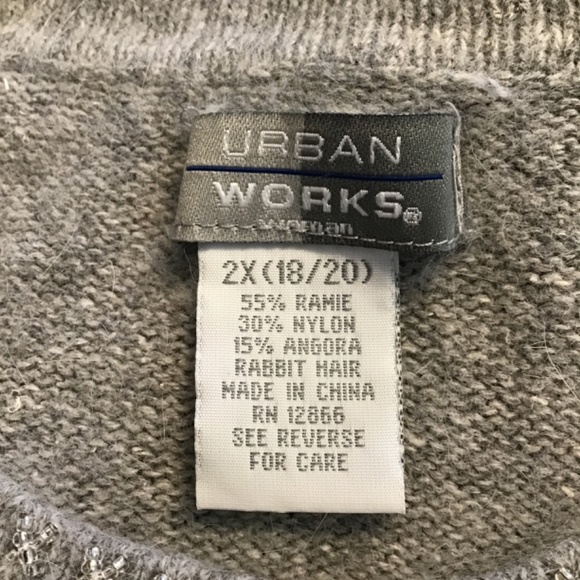 URBAN
WORKS®
Woman
2X(18/20)
55% RAMIE
30% NYLON
15% ANGORA
RABBIT HAIR
MADE IN CHINA
RN 12866
SEE REVERSE
FOR CARE